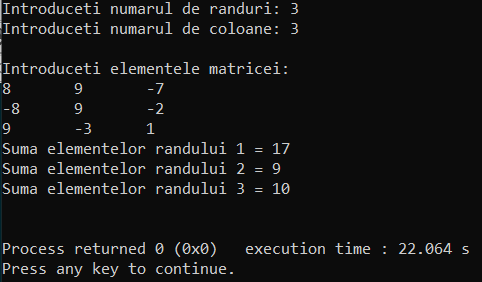 Introduceti numarul de randuri: 3
Introduceti numarul de coloane: 3
Introduceti elementele matricei:
8 9 -7
-8 9 -2
9 -3 1
Suma elementelor randului 1 = 17
Suma elementelor randului 2 = 9
Suma elementelor randului 3 = 10
Process returned 0 (0x0) execution time : 22.064 s
Press any key to continue.